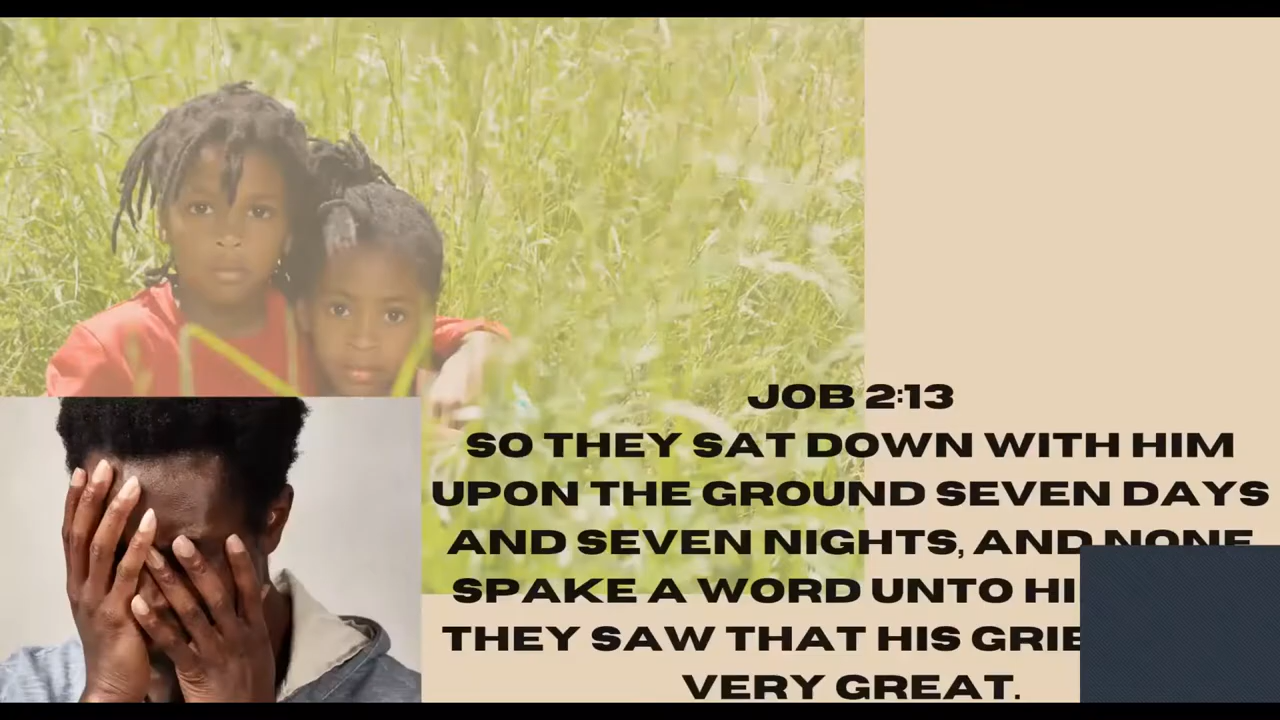 JOB 2:13
SO THEY SAT DOWN WITH HIM
UPON THE GROUND SEVEN DAYS
AND SEVEN NIGHTS, AND NONE
SPAKE A WORD UNTO
THEY SAW THAT HIS
VERY GREAT.